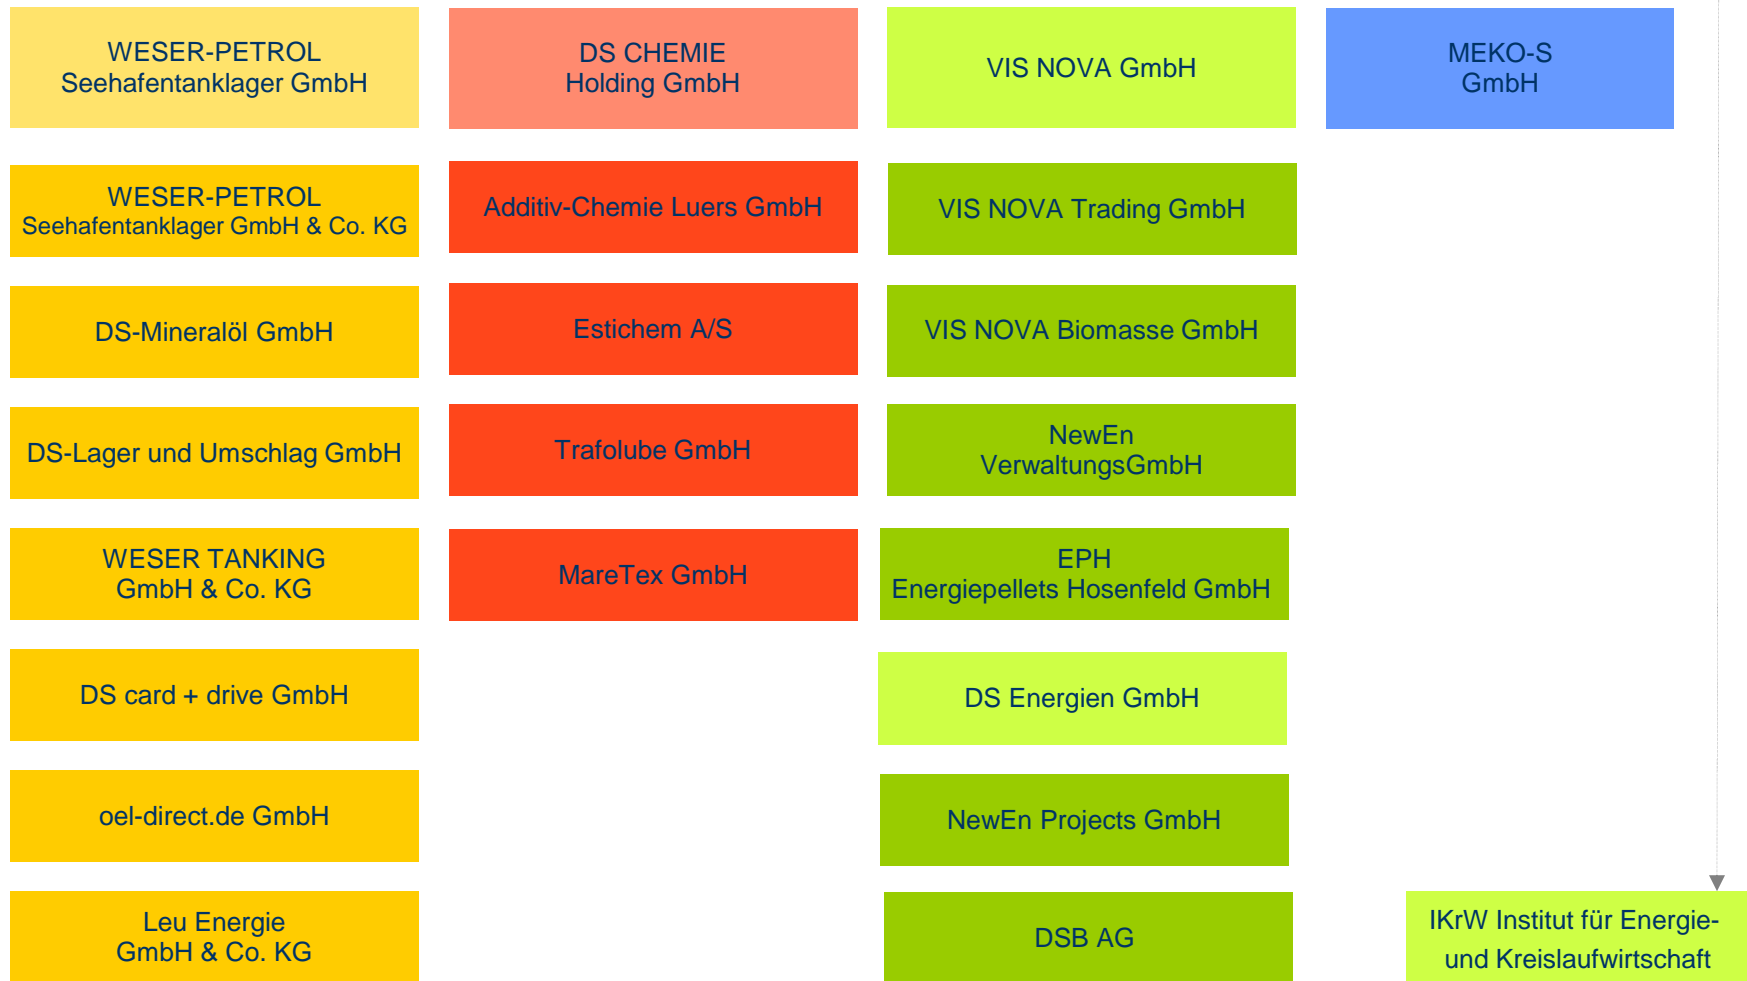 WESER-PETROL
Seehafentanklager GmbH
DS CHEMIE
Holding GmbH
VIS NOVA GmbH
MEKO-S
GmbH
WESER-PETROL
Seehafentanklager GmbH & Co. KG
Additiv-Chemie Luers GmbH
VIS NOVA Trading GmbH
DS-Mineralöl GmbH
Estichem A/S
VIS NOVA Biomasse GmbH
DS-Lager und Umschlag GmbH
Trafolube GmbH
NewEn
VerwaltungsGmbH
WESER TANKING
GmbH & Co. KG
MareTex GmbH
EPH
Energiepellets Hosenfeld GmbH
DS card + drive GmbH
DS Energien GmbH
oel-direct.de GmbH
NewEn Projects GmbH
Leu Energie
GmbH & Co. KG
DSB AG
IKrW Institut für Energie-
und Kreislaufwirtschaft